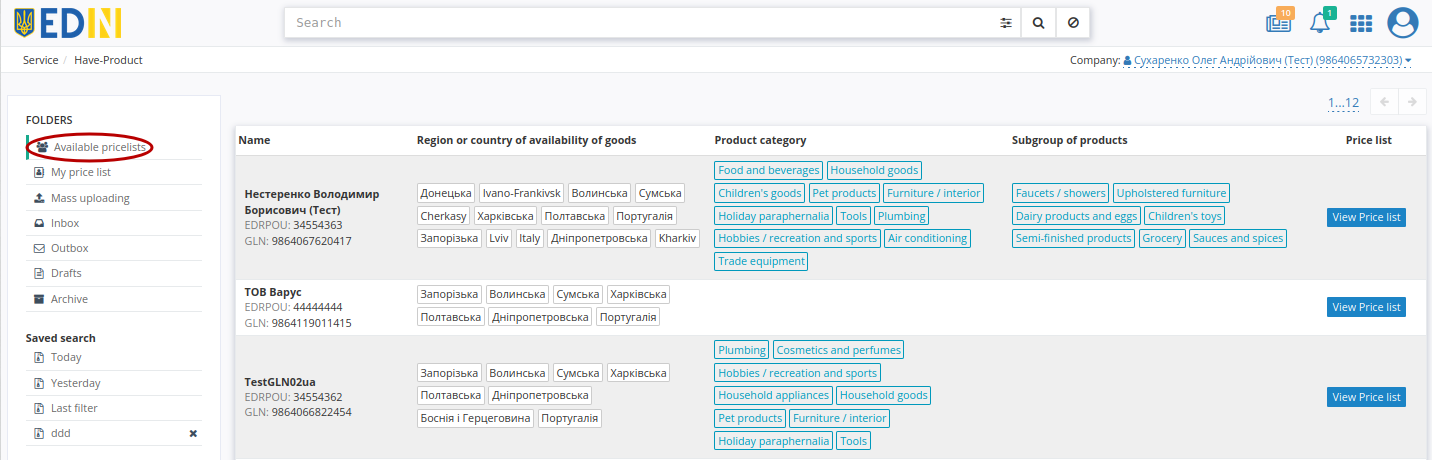 EDIN
Search
10
1
Service / Have-Product
Company: Сухаренко Олег Андрійович (Тест) (9864065732303)
1...12
FOLDERS
Available pricelists
My price list
Mass uploading
Inbox
Outbox
Drafts
Archive
Saved search
Today
Yesterday
Last filter
ddd
Name Region or country of availability of goods Product category Subgroup of products Price list
Нестеренко Володимир
Борисович (Тест)
EDRPOU: 34554363
GLN: 9864067620417
Донецька Ivano-Frankivsk Волинська Сумська
Cherkasy Харківська Полтавська Португалія
Запорізька Lviv Italy Дніпропетровська Kharkiv
Food and beverages Household goods
Children's goods Pet products Furniture / interior
Holiday paraphernalia Tools Plumbing
Hobbies / recreation and sports Air conditioning
Trade equipment
Faucets / showers Upholstered furniture
Dairy products and eggs Children's toys
Semi-finished products Grocery Sauces and spices
View Price list
ТОВ Варус
EDRPOU: 44444444
GLN: 9864119011415
Запорізька Волинська Сумська Харківська
Полтавська Дніпропетровська Португалія
View Price list
TestGLN02ua
EDRPOU: 34554362
GLN: 9864066822454
Запорізька Волинська Сумська Харківська
Полтавська Дніпропетровська
Боснія і Герцеговина Португалія
Plumbing Cosmetics and perfumes
Hobbies / recreation and sports
Household appliances Household goods
Pet products Furniture / interior
Holiday paraphernalia Tools
View Price list